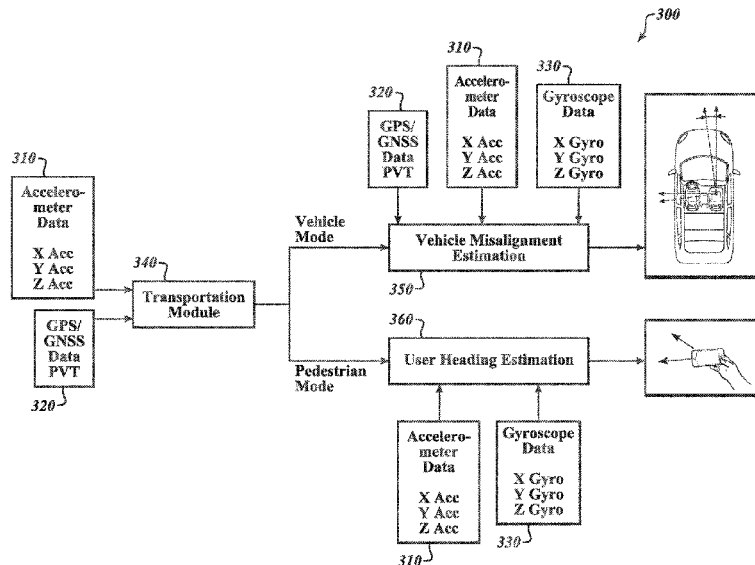 300
310
Accelero-
meter
Data
X Acc
Y Acc
Z Acc
GPS/
GNSS
Data
PVT
320
340
Transportation
Module
Vehicle
Mode
Pedestrian
Mode
320
GPS/
GNSS
Data
PVT
310
Accelero-
meter
Data
X Acc
Y Acc
Z Acc
330
Gyroscope
Data
X Gyro
Y Gyro
Z Gyro
Vehicle Misalignment
Estimation
350
360
User Heading Estimation
Accelero-
meter
Data
X Acc
Y Acc
Z Acc
310
Gyroscope
Data
X Gyro
Y Gyro
Z Gyro
330